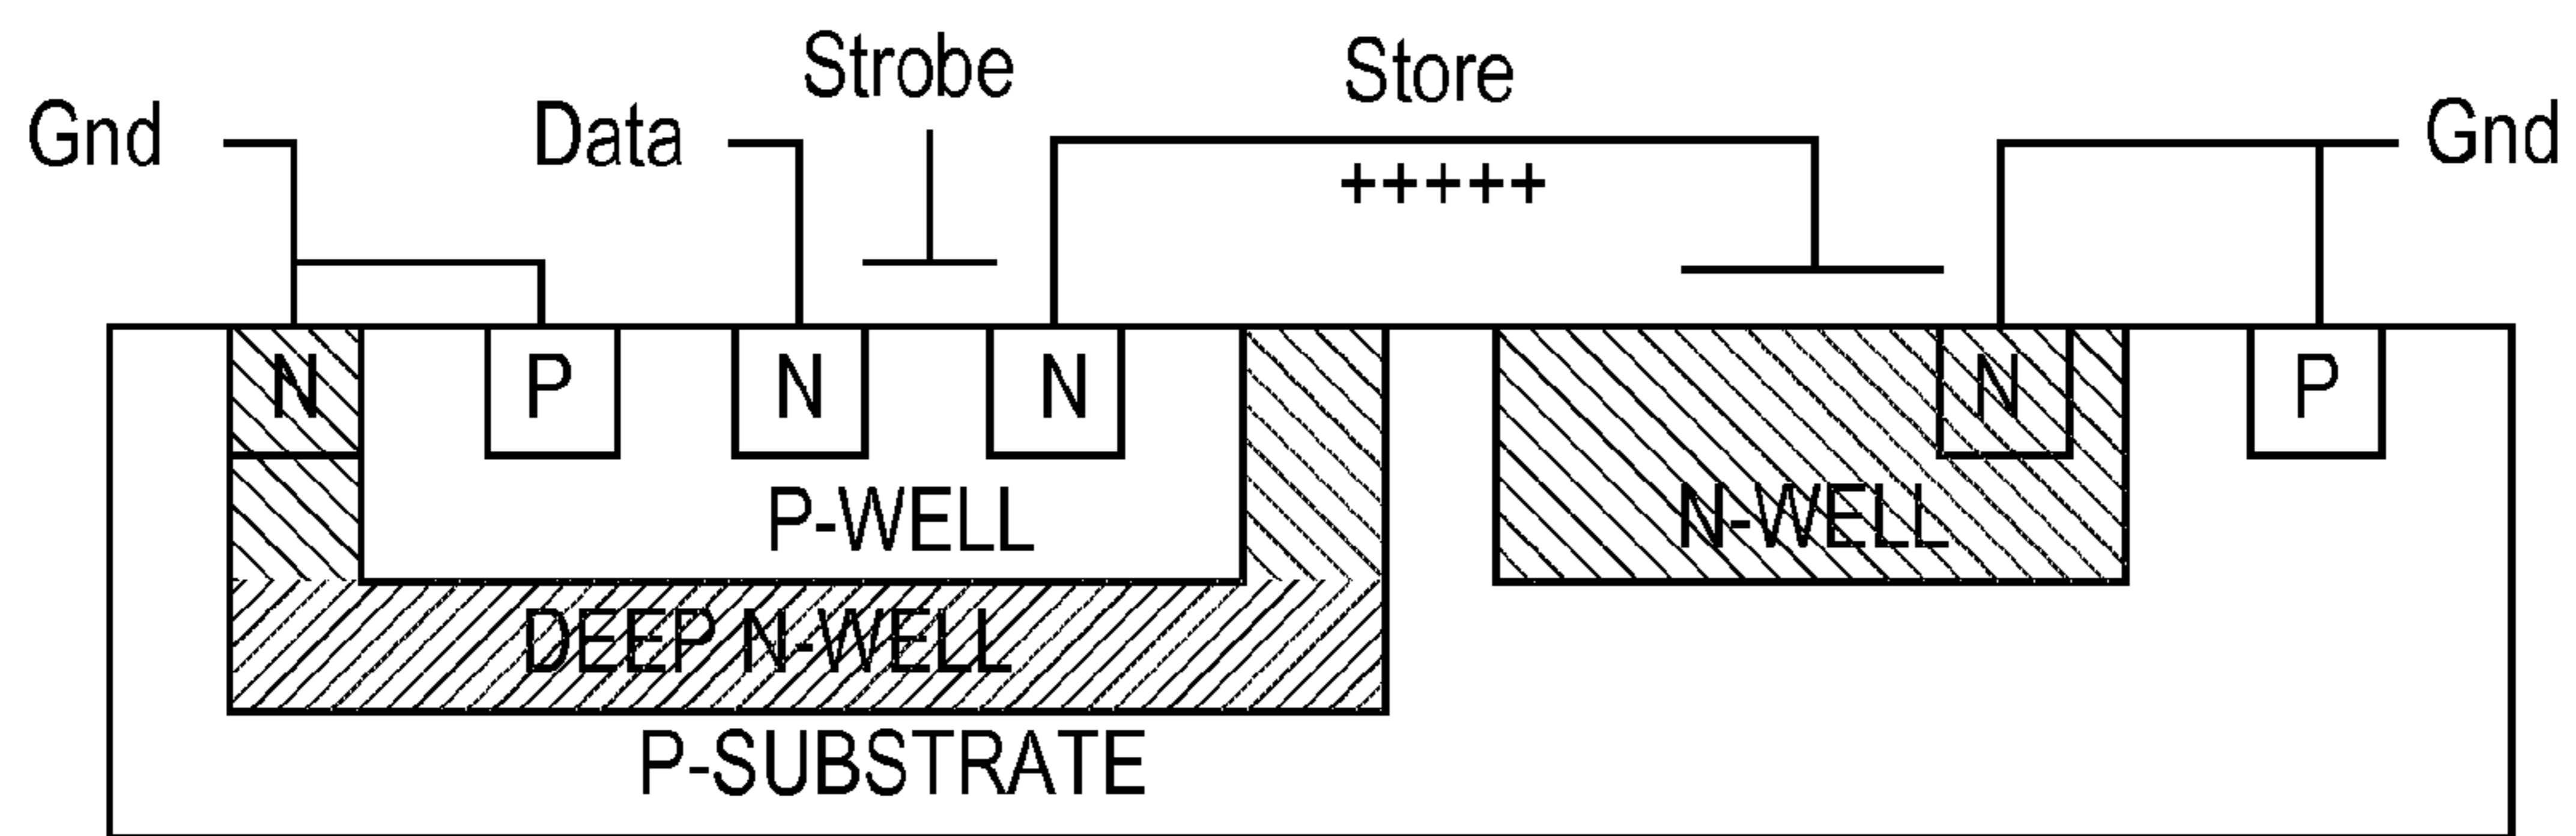 Strobe Store
Gnd Data Gnd
+++++
N P N N N P
P-WELL N-WELL
DEEP N-WELL
P-SUBSTRATE